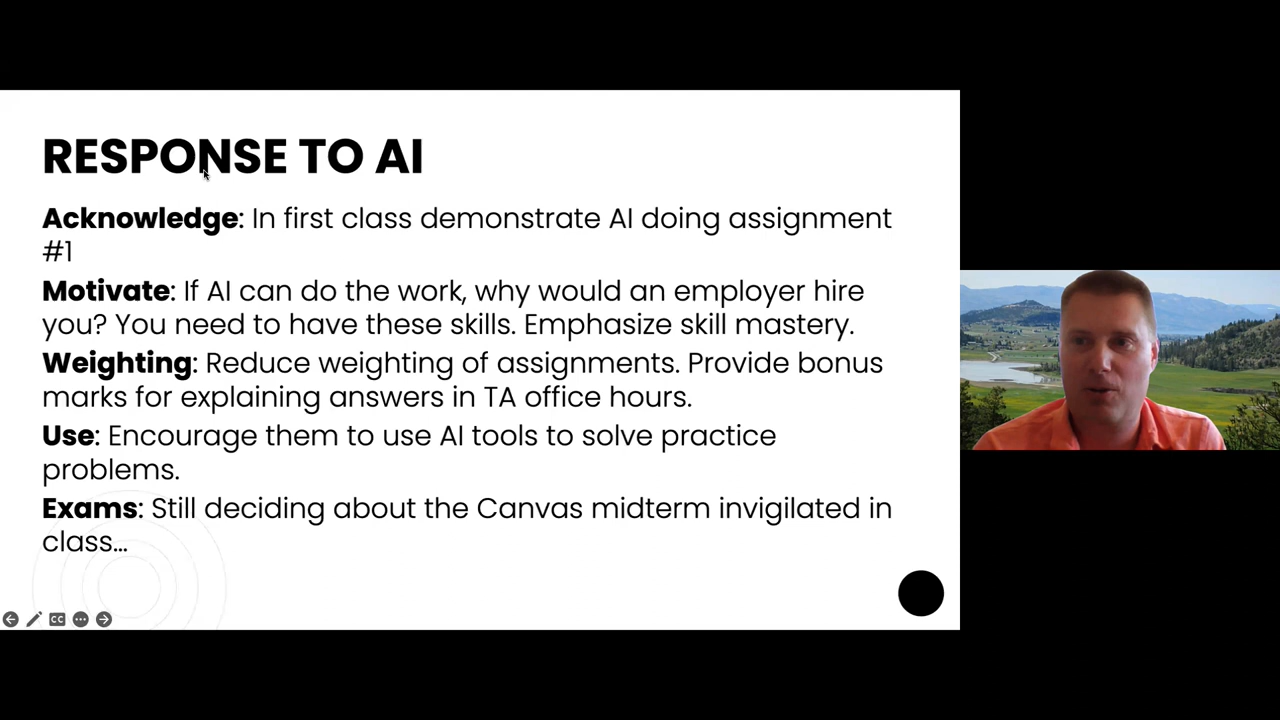 RESPONSE TO AI
Acknowledge: In first class demonstrate AI doing assignment
#1
Motivate: If AI can do the work, why would an employer hire
you? You need to have these skills. Emphasize skill mastery.
Weighting: Reduce weighting of assignments. Provide bonus
marks for explaining answers in TA office hours.
Use: Encourage them to use AI tools to solve practice
problems.
Exams: Still deciding about the Canvas midterm invigilated in
class...
CC